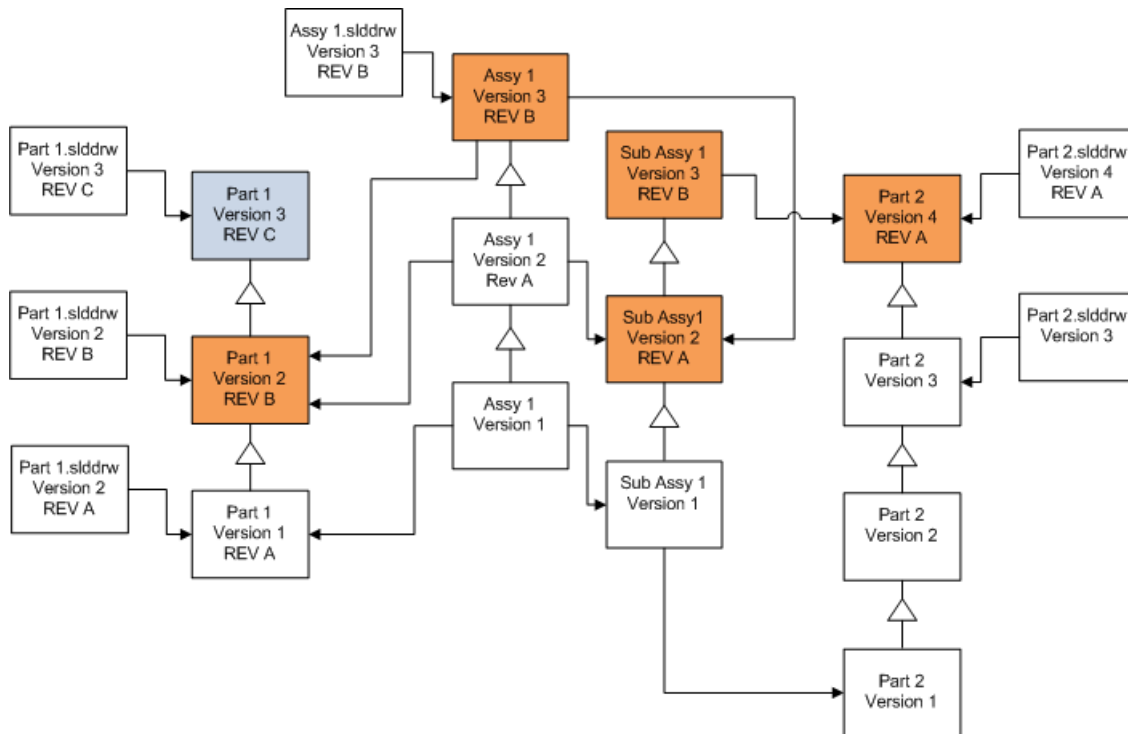 Assy 1.slddrw
Version 3
REV B
Assy 1
Version 3
REV B
Part 1.slddrw
Version 3
REV C
Part 1
Version 3
REV C
Sub Assy 1
Version 3
REV B
Part 2
Version 4
REV A
Part 2.slddrw
Version 4
REV A
Assy 1
Version 2
Rev A
Part 1.slddrw
Version 2
REV B
Part 1
Version 2
REV B
Sub Assy1
Version 2
REV A
Part 2
Version 3
Part 2.slddrw
Version 3
Assy 1
Version 1
Part 1.slddrw
Version 2
REV A
Part 1
Version 1
REV A
Sub Assy 1
Version 1
Part 2
Version 2
Part 2
Version 1